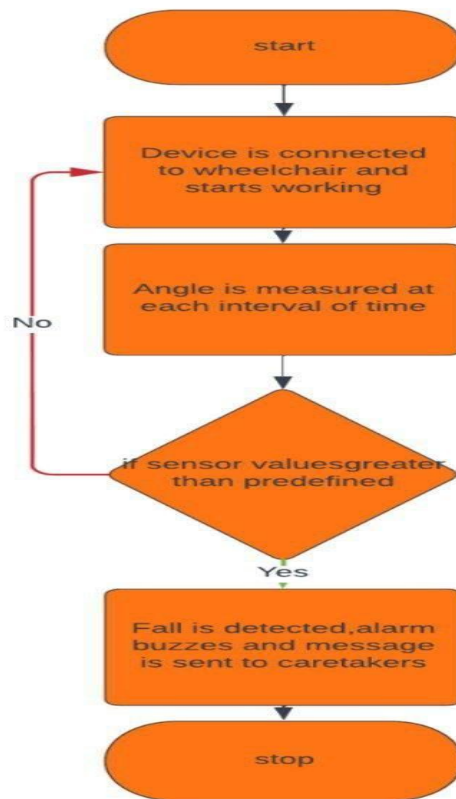 start
Device is connected
to wheelchair and
starts working
Angle is measured at
each interval of time
No
if sensor valuesgreater
than predefined
Yes
Fall is detected,alarm
buzzes and message
is sent to caretakers
stop